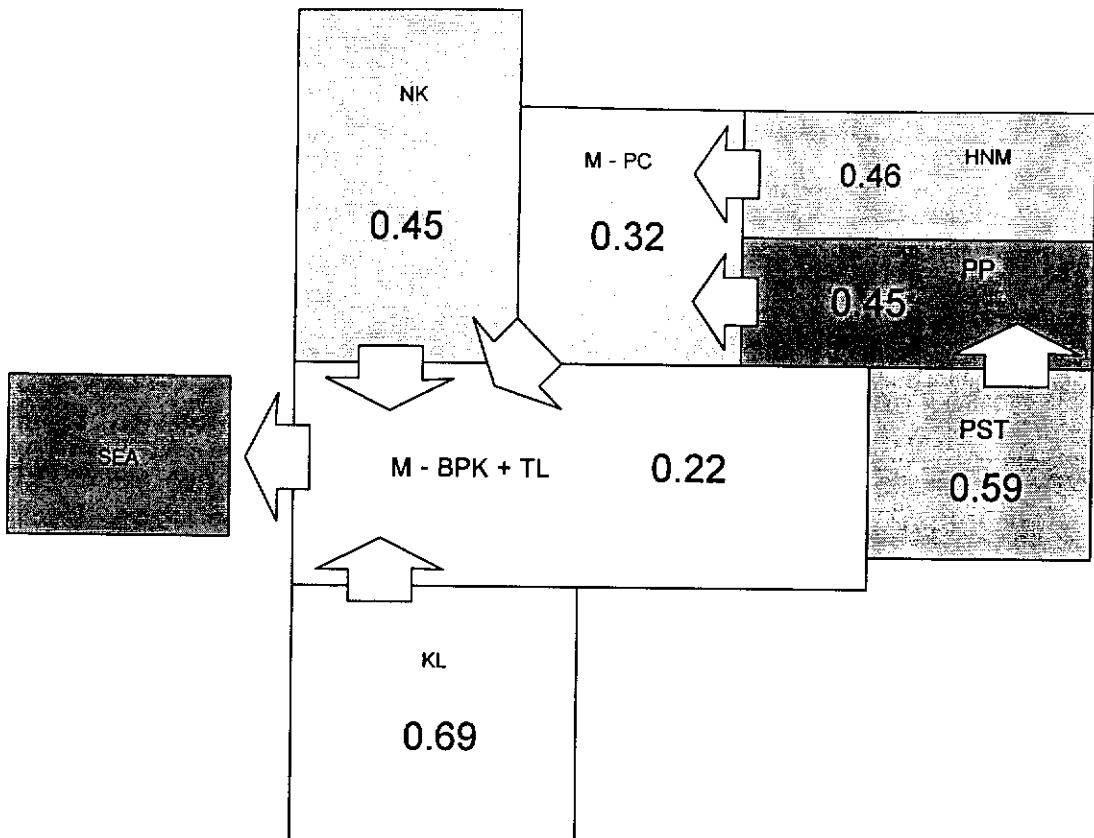 NK
0.45
M - PC
0.32
HNM
0.46
PP
0.45
SEA
M - BPK + TL
0.22
PST
0.59
KL
0.69